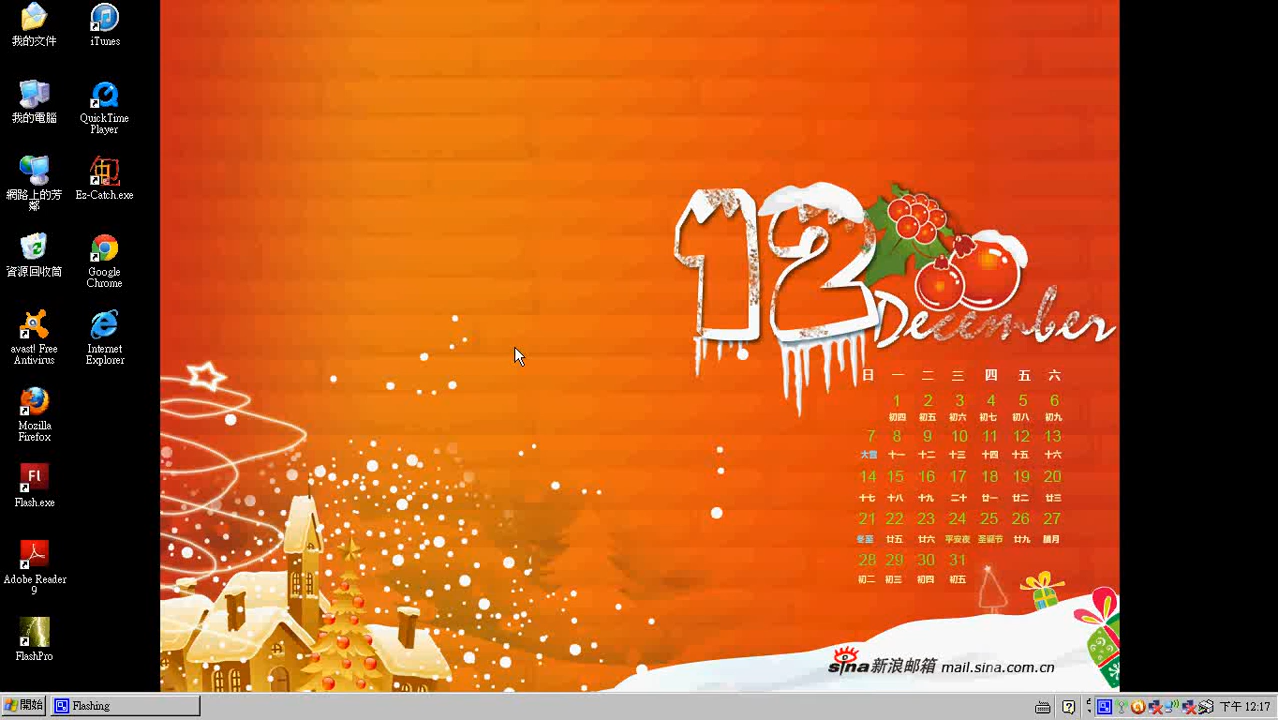 我的文件
iTunes
我的電腦
QuickTime
Player
網路上的芳
鄰
Ez-Catch.exe
資源回收筒
Google
Chrome
avast! Free
Antivirus
Internet
Explorer
Mozilla
Firefox
Fl
Flash.exe
Adobe Reader
9
FlashPro
12
December
日 一 二 三 四 五 六
1 2 3 4 5 6
初四 初五 初六 初七 初八 初九
7 8 9 10 11 12 13
大雪 十一 十二 十三 十四 十五 十六
14 15 16 17 18 19 20
十七 十八 十九 二十 廿一 廿二 廿三
21 22 23 24 25 26 27
冬至 廿五 廿六 平安夜 圣诞节 廿九 腊月
28 29 30 31
初二 初三 初四 初五
sina新浪邮箱 mail.sina.com.cn
開始
Flashing
下午 12:17